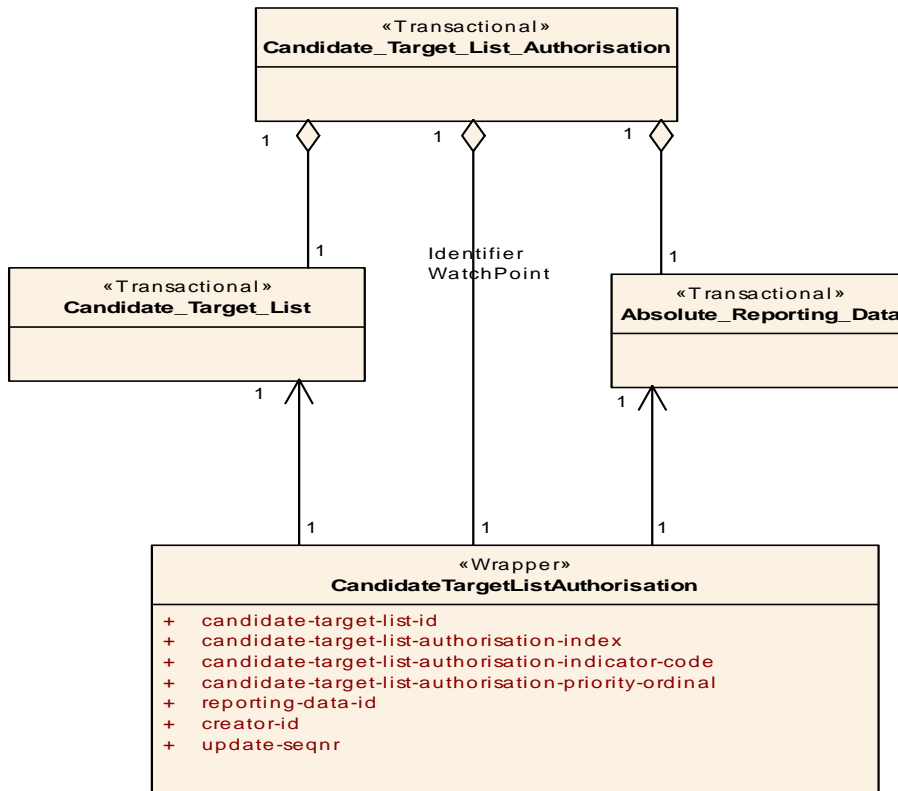 «Transactional»
Candidate_Target_List_Authorisation
1
1
1
1
Identifier
WatchPoint
1
«Transactional»
Candidate_Target_List
«Transactional»
Absolute_Reporting_Data
1
1
1
1
1
«Wrapper»
CandidateTargetListAuthorisation
+ candidate-target-list-id
+ candidate-target-list-authorisation-index
+ candidate-target-list-authorisation-indicator-code
+ candidate-target-list-authorisation-priority-ordinal
+ reporting-data-id
+ creator-id
+ update-seqnr